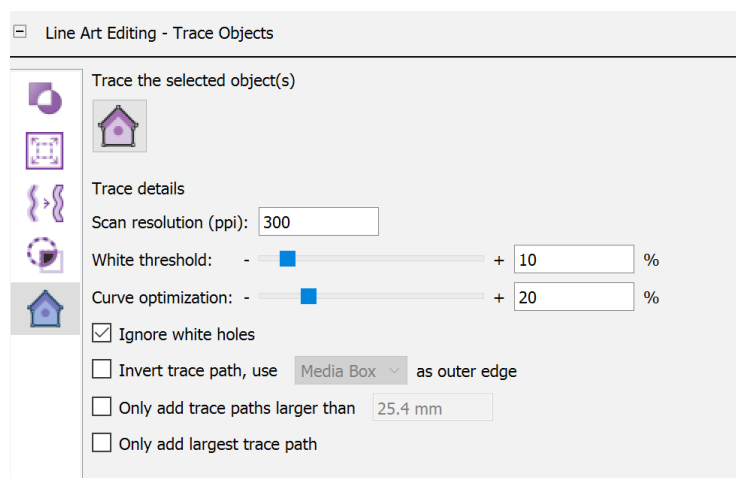 Line Art Editing - Trace Objects
Trace the selected object(s)
Trace details
Scan resolution (ppi): 300
White threshold: - + 10 %
Curve optimization: - + 20 %
Ignore white holes
Invert trace path, use Media Box as outer edge
Only add trace paths larger than 25.4 mm
Only add largest trace path